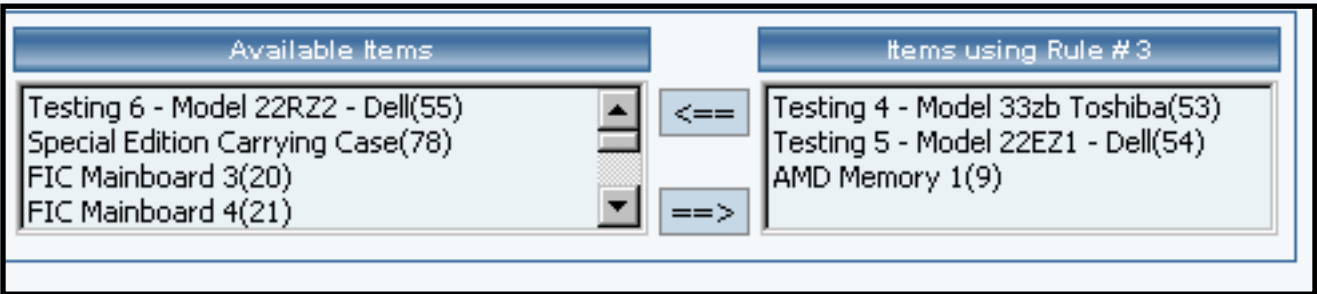 Available Items
Testing 6 - Model 22RZ2 - Dell(55)
Special Edition Carrying Case(78)
FIC Mainboard 3(20)
FIC Mainboard 4(21)
<==
==>
Items using Rule # 3
Testing 4 - Model 33zb Toshiba(53)
Testing 5 - Model 22EZ1 - Dell(54)
AMD Memory 1(9)